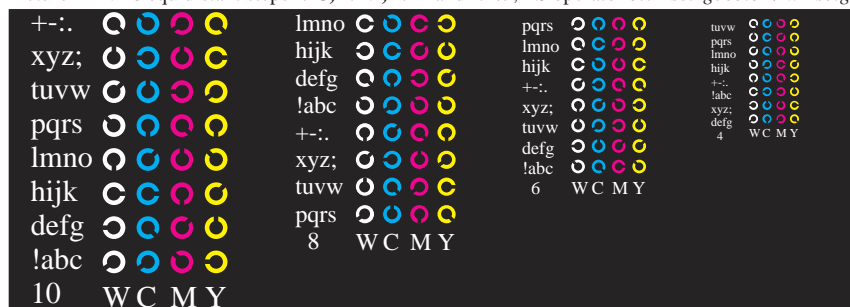 +-:.
xyz;
tuvw
pqrs
lmno
hijk
defg
!abc
10 W C M Y
lmno
hijk
defg
!abc
+-:.
xyz;
tuvw
pqrs
8 W C M Y
pqrs
lmno
hijk
+-:.
xyz;
tuvw
defg
!abc
6 W C M Y
tuvw
pqrs
lmno
hijk
+-:.
!abc
xyz;
defg
4 W C M Y